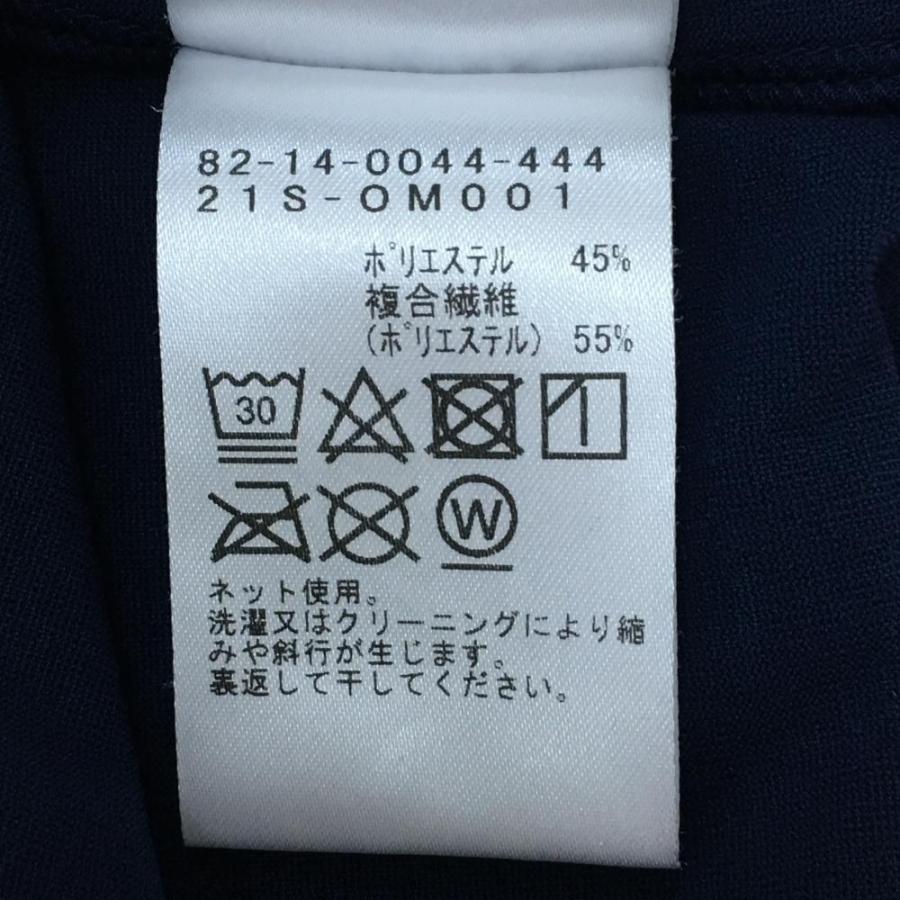 82-14-0044-444
21S-OM001
ポリエステル 45%
複合繊維
(ポリエステル) 55%
30
W
ネット使用。
洗濯又はクリーニングにより縮
みや斜行が生じます。
裏返して干してください。